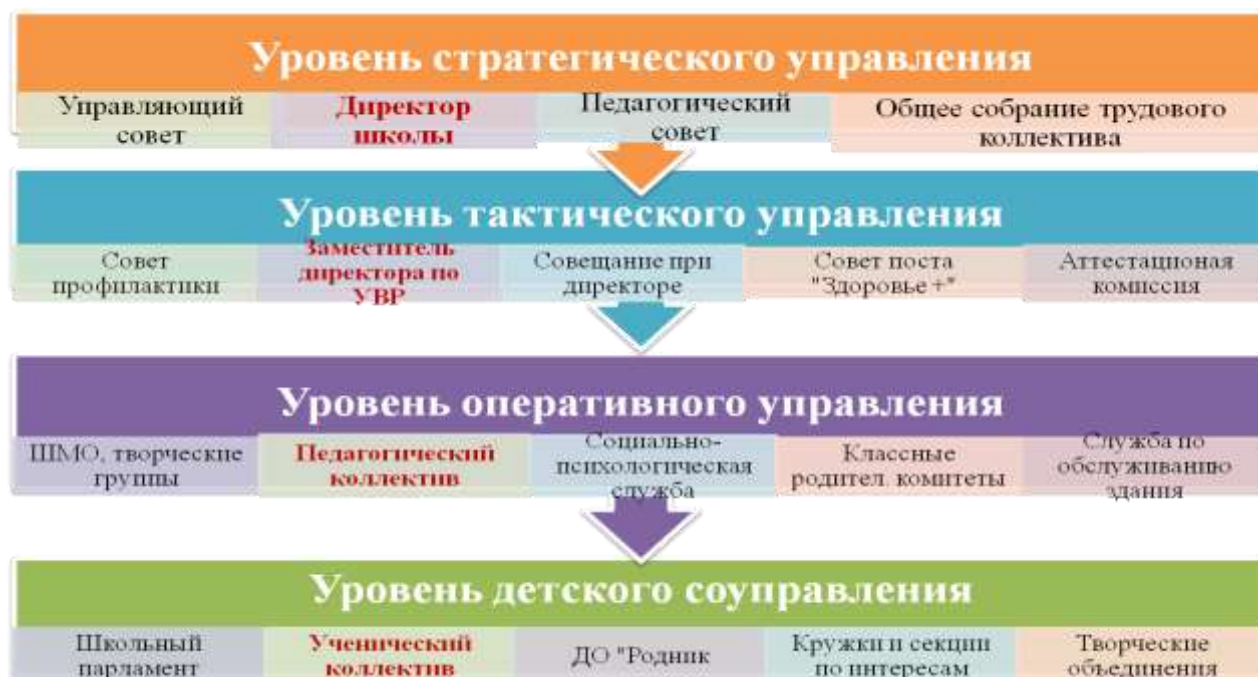 Уровень стратегического управления
Управляющий
совет
Директор
школы
Педагогический
совет
Общее собрание трудового
коллектива
Уровень тактического управления
Совет
профилактики
Заместитель
директора по
УВР
Совещание при
директоре
Совет поста
"Здоровье+"
Аттестационая
комиссия
Уровень оперативного управления
ШМО, творческие
группы
Педагогический
коллектив
Социально-
психологическая
служба
Классные
родител. комитеты
Служба по
обслуживанию
здания
Уровень детского соуправления
Школьный
парламент
Ученический
коллектив
ДО "Родник
Кружки и секции
по интересам
Творческие
объединения